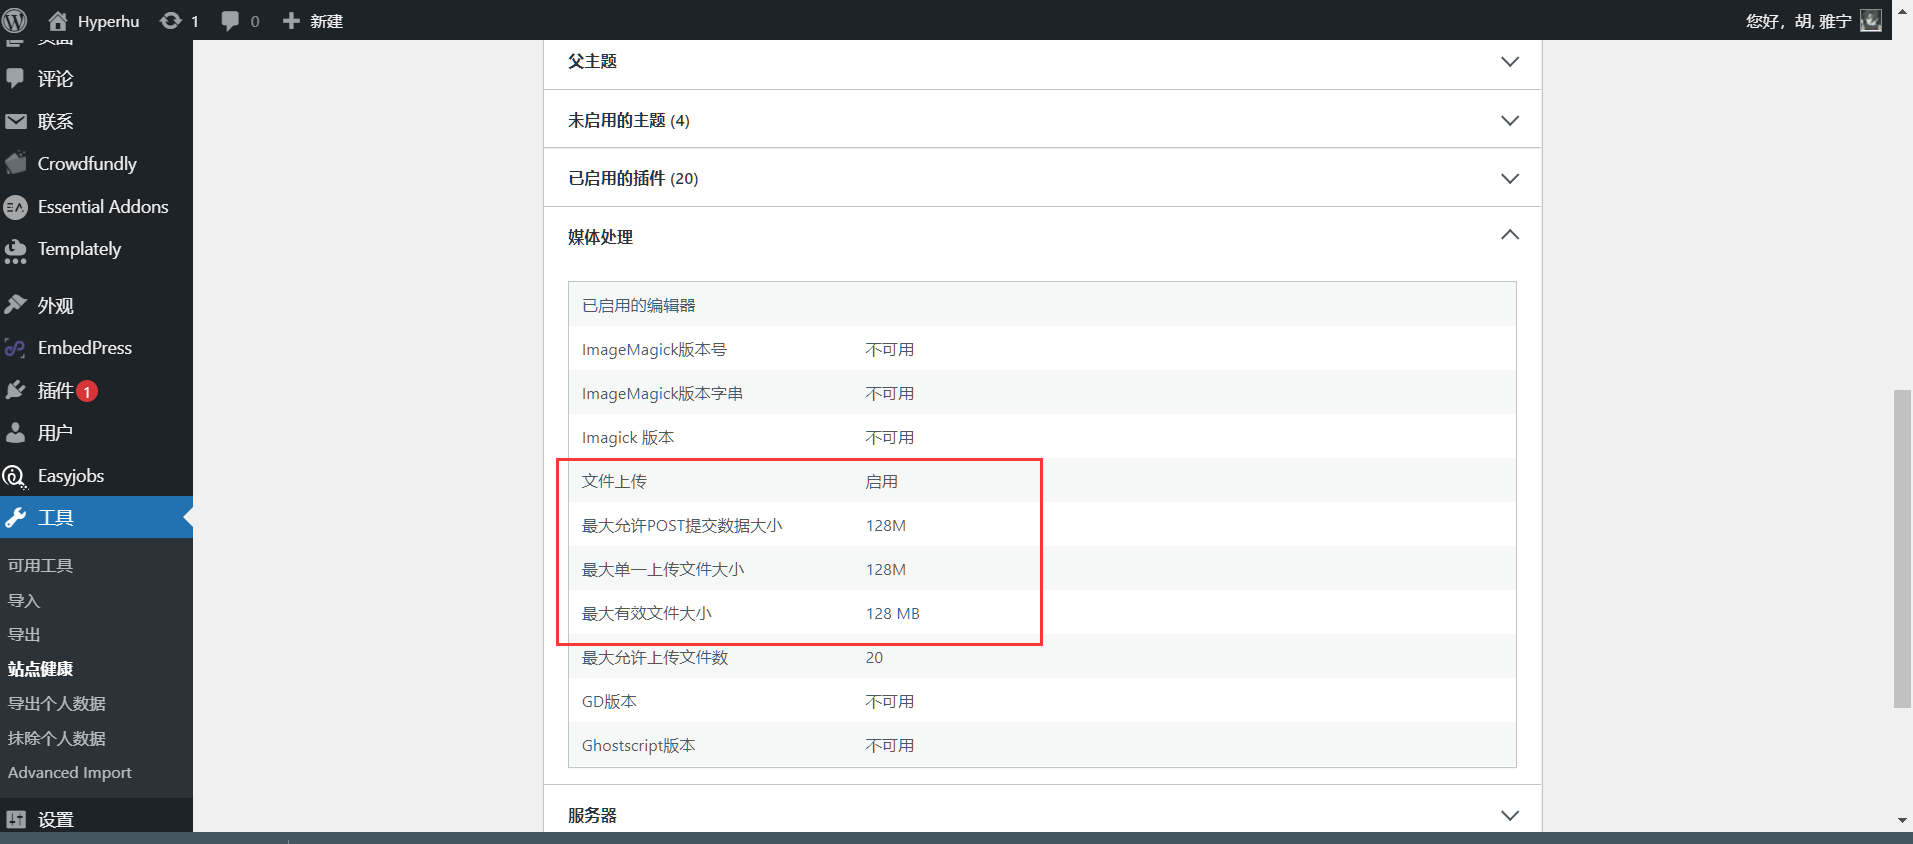 Hyperhu 1 0 新建 您好，胡, 雅宁
页面
评论
联系
Crowdfundly
Essential Addons
Templately
外观
EmbedPress
插件 1
用户
Easyjobs
工具
可用工具
导入
导出
站点健康
导出个人数据
抹除个人数据
Advanced Import
设置
父主题
未启用的主题 (4)
已启用的插件 (20)
媒体处理
已启用的编辑器
ImageMagick版本号 不可用
ImageMagick版本字串 不可用
Imagick 版本 不可用
文件上传 启用
最大允许POST提交数据大小 128M
最大单一上传文件大小 128M
最大有效文件大小 128 MB
最大允许上传文件数 20
GD版本 不可用
Ghostscript版本 不可用
服务器